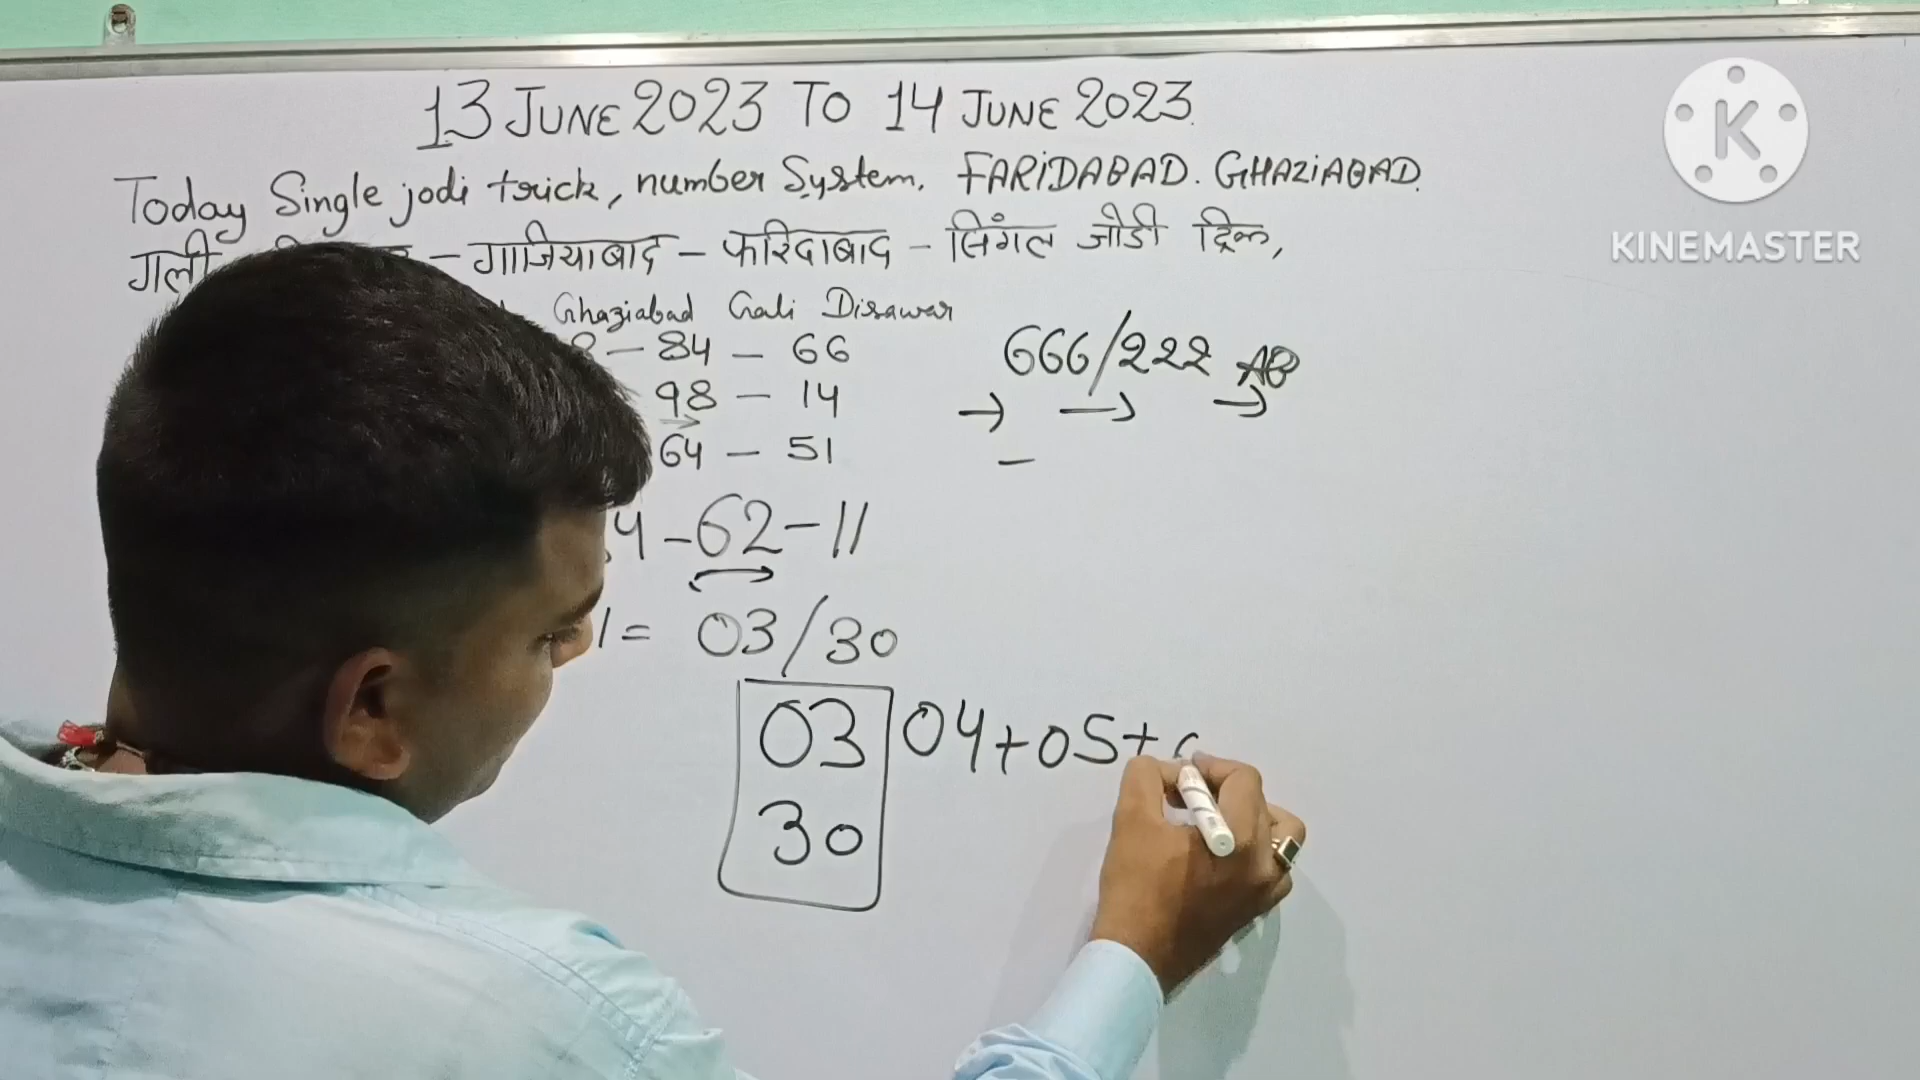 13 JUNE 2023 TO 14 JUNE 2023
Today Single jodi trick, number System. FARIDABAD. GHAZIABAD.
गली – गाजियाबाद – फरिदाबाद – सिंगल जोडी ट्रिक,
Ghaziabad Gali Disawar
8 – 84 – 66
98 – 14
64 – 51
666/222 AB
4 – 62 – 11
1 = 03/30
03 04+05+
30
K
KINEMASTER